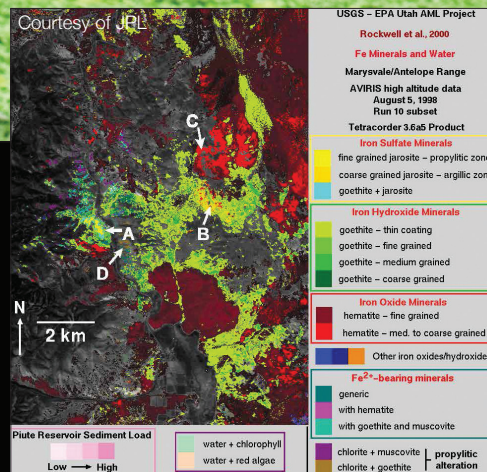 Courtesy of JPL
C
A
B
D
N
2 km
USGS – EPA Utah AML Project
Rockwell et al., 2000
Fe Minerals and Water
Marysvale/Antelope Range
AVIRIS high altitude data
August 5, 1998
Run 10 subset
Tetracorder 3.6a5 Product
Iron Sulfate Minerals
fine grained jarosite – propylitic zone
coarse grained jarosite – argillic zone
goethite + jarosite
Iron Hydroxide Minerals
goethite – thin coating
goethite – fine grained
goethite – medium grained
goethite – coarse grained
Iron Oxide Minerals
hematite – fine grained
hematite – med. to coarse grained
Other iron oxides/hydroxides
Fe2+-bearing minerals
generic
with hematite
with goethite and muscovite
chlorite + muscovite
chlorite + goethite
propylitic
alteration
Piute Reservoir Sediment Load
Low → High
water + chlorophyll
water + red algae